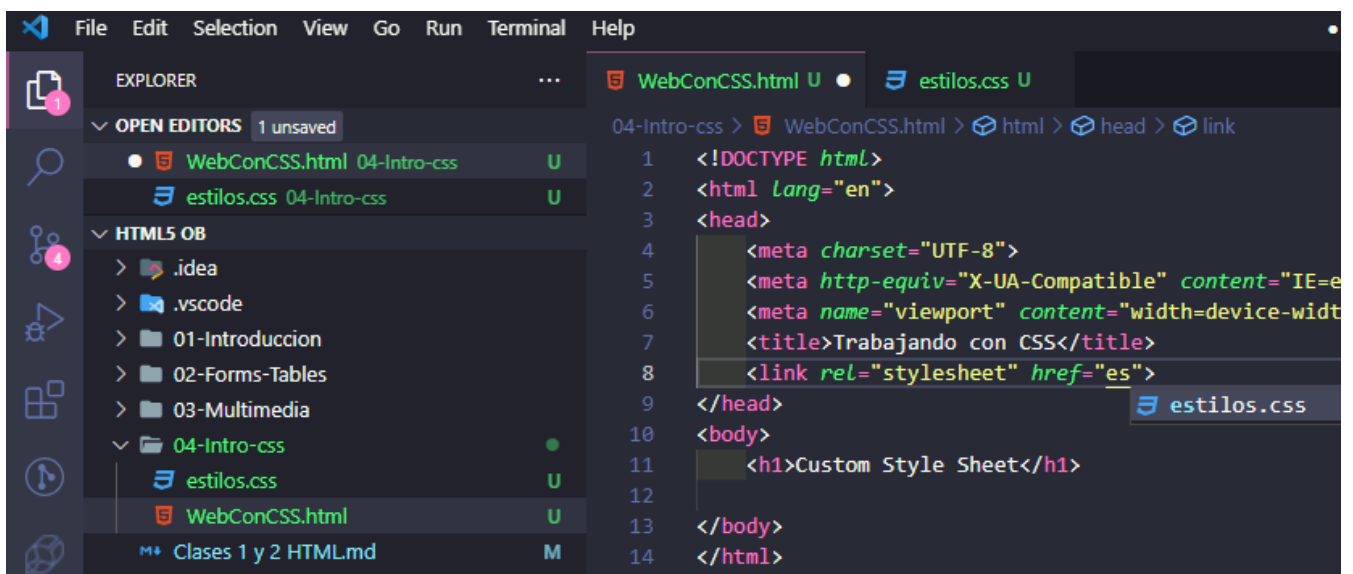 File Edit Selection View Go Run Terminal Help
EXPLORER ...
WebConCSS.html U
estilos.css U
OPEN EDITORS 1 unsaved
WebConCSS.html 04-Intro-css U
estilos.css 04-Intro-css U
HTML5 OB
.idea
.vscode
01-Introduccion
02-Forms-Tables
03-Multimedia
04-Intro-css
estilos.css U
WebConCSS.html U
Clases 1 y 2 HTML.md M
1
4
04-Intro-css > WebConCSS.html > html > head > link
1 <!DOCTYPE html>
2 <html lang="en">
3 <head>
4 <meta charset="UTF-8">
5 <meta http-equiv="X-UA-Compatible" content="IE=e
6 <meta name="viewport" content="width=device-widt
7 <title>Trabajando con CSS</title>
8 <link rel="stylesheet" href="es">
estilos.css
9 </head>
10 <body>
11 <h1>Custom Style Sheet</h1>
12
13 </body>
14 </html>